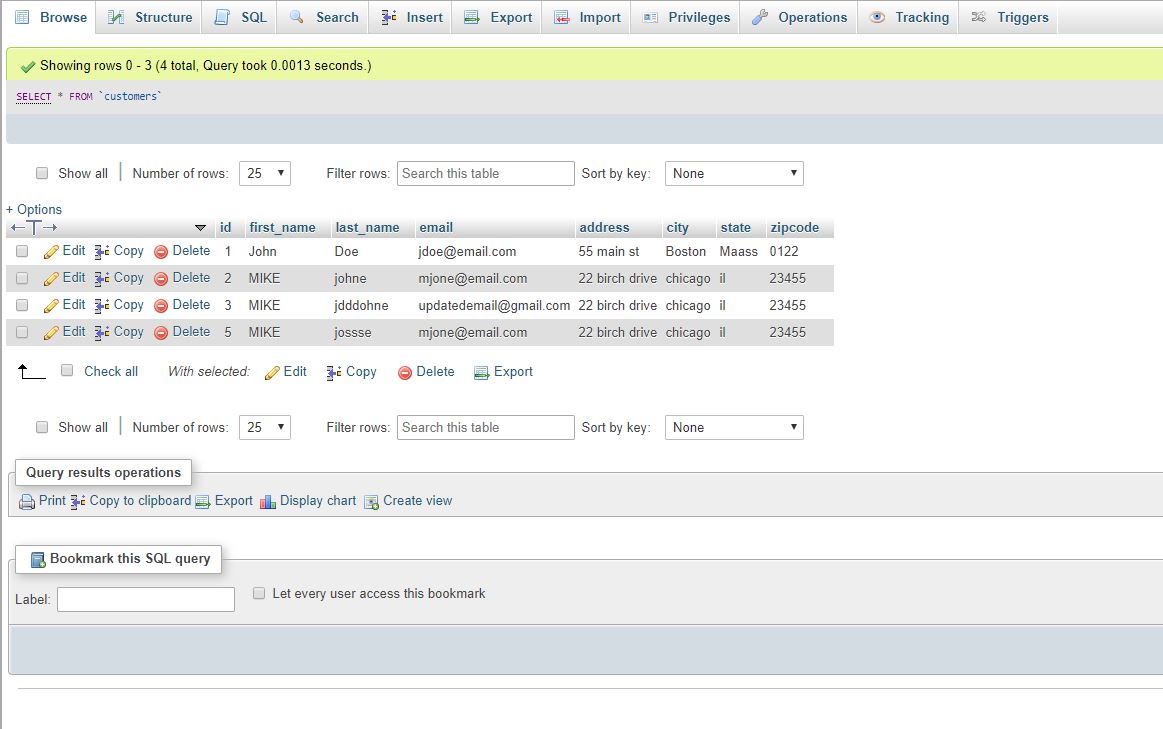 Browse Structure SQL Search Insert Export Import Privileges Operations Tracking Triggers
Showing rows 0 - 3 (4 total, Query took 0.0013 seconds.)
SELECT * FROM `customers`
Show all Number of rows: 25 Filter rows: Search this table Sort by key: None
+ Options
id first_name last_name email address city state zipcode
Edit Copy Delete 1 John Doe jdoe@email.com 55 main st Boston Maass 0122
Edit Copy Delete 2 MIKE johne mjone@email.com 22 birch drive chicago il 23455
Edit Copy Delete 3 MIKE jdddohne updatedemail@gmail.com 22 birch drive chicago il 23455
Edit Copy Delete 5 MIKE jossse mjone@email.com 22 birch drive chicago il 23455
Check all With selected: Edit Copy Delete Export
Show all Number of rows: 25 Filter rows: Search this table Sort by key: None
Query results operations
Print Copy to clipboard Export Display chart Create view
Bookmark this SQL query
Label: Let every user access this bookmark